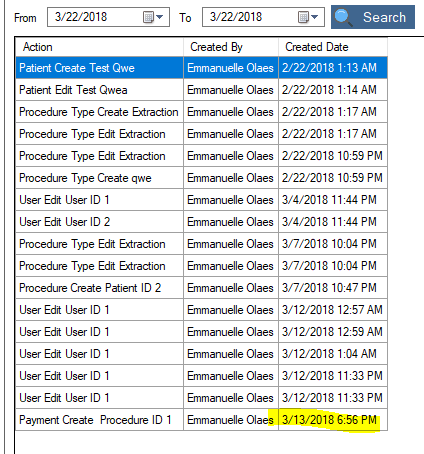 From 3/22/2018 To 3/22/2018 Search
Action Created By Created Date
Patient Create Test Qwe Emmanuelle Olaes 2/22/2018 1:13 AM
Patient Edit Test Qwea Emmanuelle Olaes 2/22/2018 1:14 AM
Procedure Type Create Extraction Emmanuelle Olaes 2/22/2018 1:17 AM
Procedure Type Edit Extraction Emmanuelle Olaes 2/22/2018 1:17 AM
Procedure Type Edit Extraction Emmanuelle Olaes 2/22/2018 10:59 PM
Procedure Type Create qwe Emmanuelle Olaes 2/22/2018 10:59 PM
User Edit User ID 1 Emmanuelle Olaes 3/4/2018 11:44 PM
User Edit User ID 2 Emmanuelle Olaes 3/4/2018 11:44 PM
Procedure Type Edit Extraction Emmanuelle Olaes 3/7/2018 10:04 PM
Procedure Type Edit Extraction Emmanuelle Olaes 3/7/2018 10:04 PM
Procedure Create Patient ID 2 Emmanuelle Olaes 3/7/2018 10:47 PM
User Edit User ID 1 Emmanuelle Olaes 3/12/2018 12:57 AM
User Edit User ID 1 Emmanuelle Olaes 3/12/2018 12:59 AM
User Edit User ID 1 Emmanuelle Olaes 3/12/2018 1:04 AM
User Edit User ID 1 Emmanuelle Olaes 3/12/2018 11:33 PM
User Edit User ID 1 Emmanuelle Olaes 3/12/2018 11:33 PM
Payment Create Procedure ID 1 Emmanuelle Olaes 3/13/2018 6:56 PM